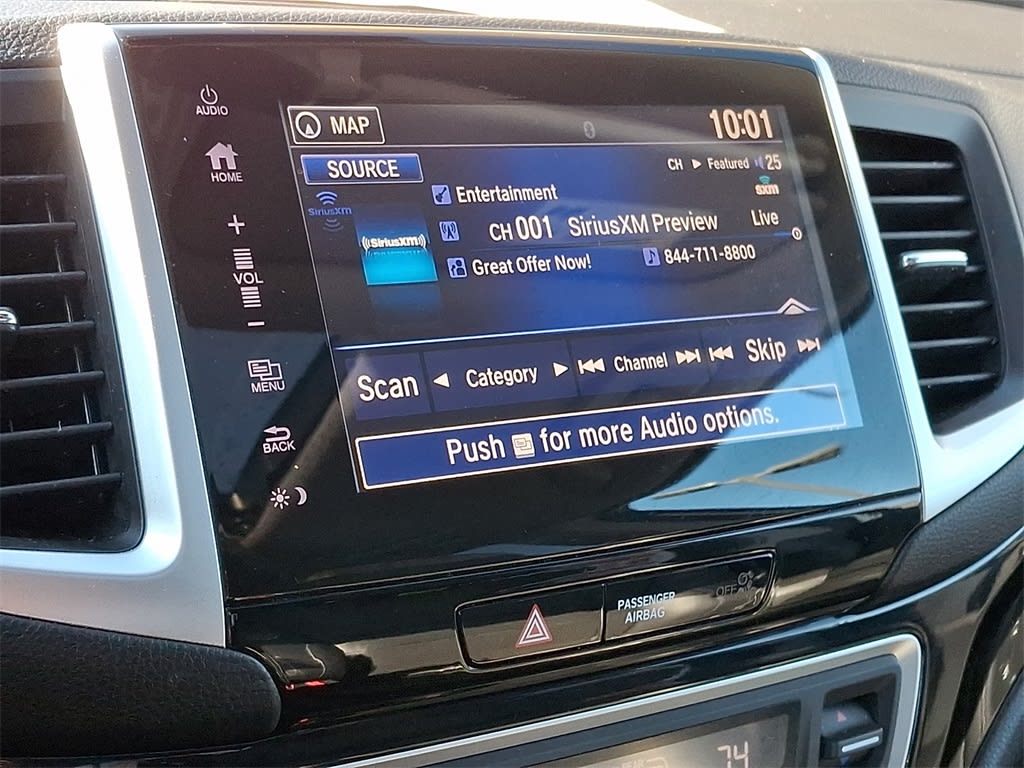 AUDIO
HOME
+
VOL
−
MENU
BACK
MAP
10:01
SOURCE
CH ▶ Featured 25
SiriusXM
sxm
((SiriusXM))
Entertainment
CH 001 SiriusXM Preview Live
Great Offer Now! 844-711-8800
Scan ◀ Category ▶ ⏮ Channel ⏭ ⏮ Skip ⏭
Push for more Audio options.
PASSENGER
AIRBAG
OFF
74